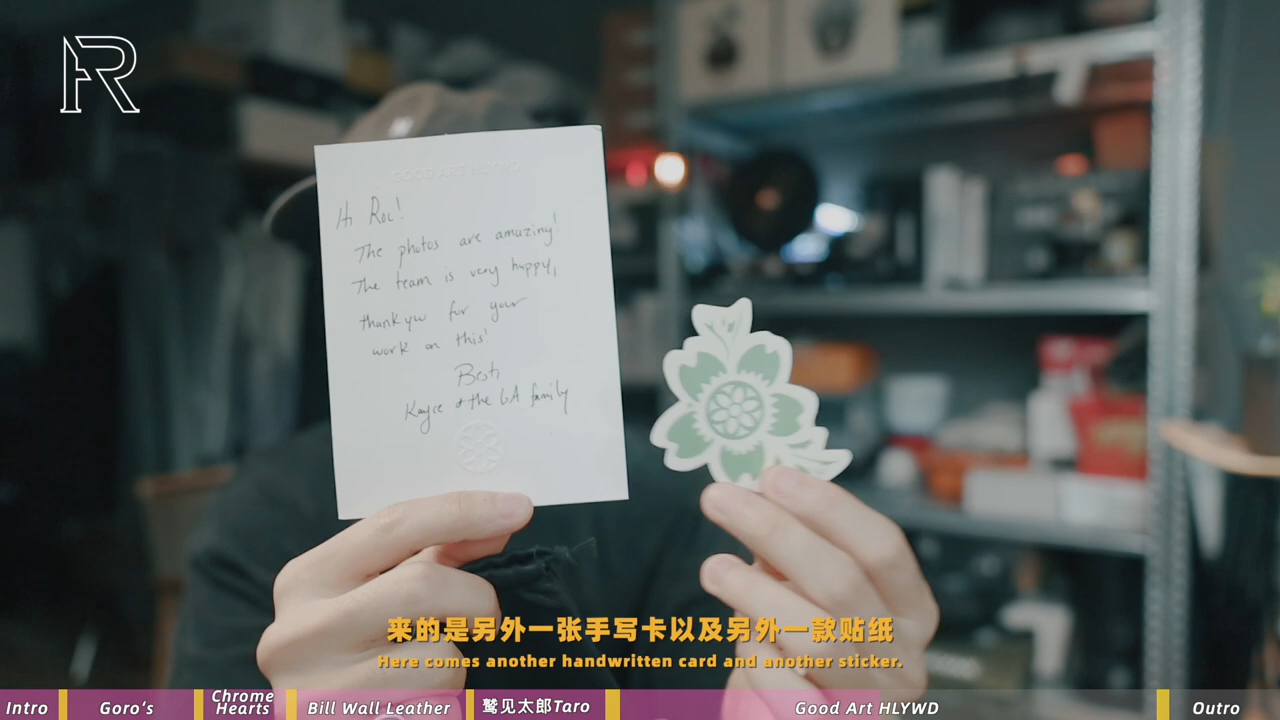 GOOD ART HLYWD
Hi Roc!
The photos are amazing!
The team is very happy,
thank you for your
work on this!
Best,
Kayce & the GA family
来的是另外一张手写卡以及另外一款贴纸
Here comes another handwritten card and another sticker.
Intro
Goro's
Chrome
Hearts
Bill Wall Leather
鹫见太郎Taro
Good Art HLYWD
Outro